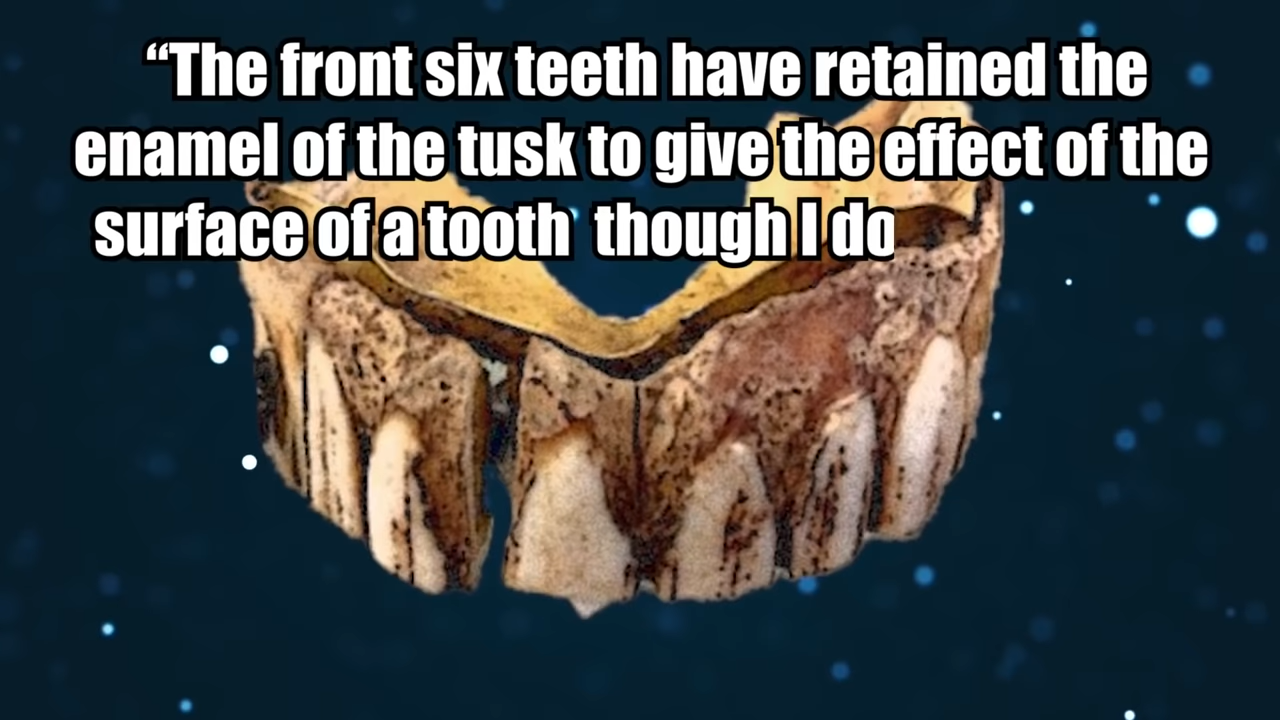 “The front six teeth have retained the
enamel of the tusk to give the effect of the
surface of a tooth though I do